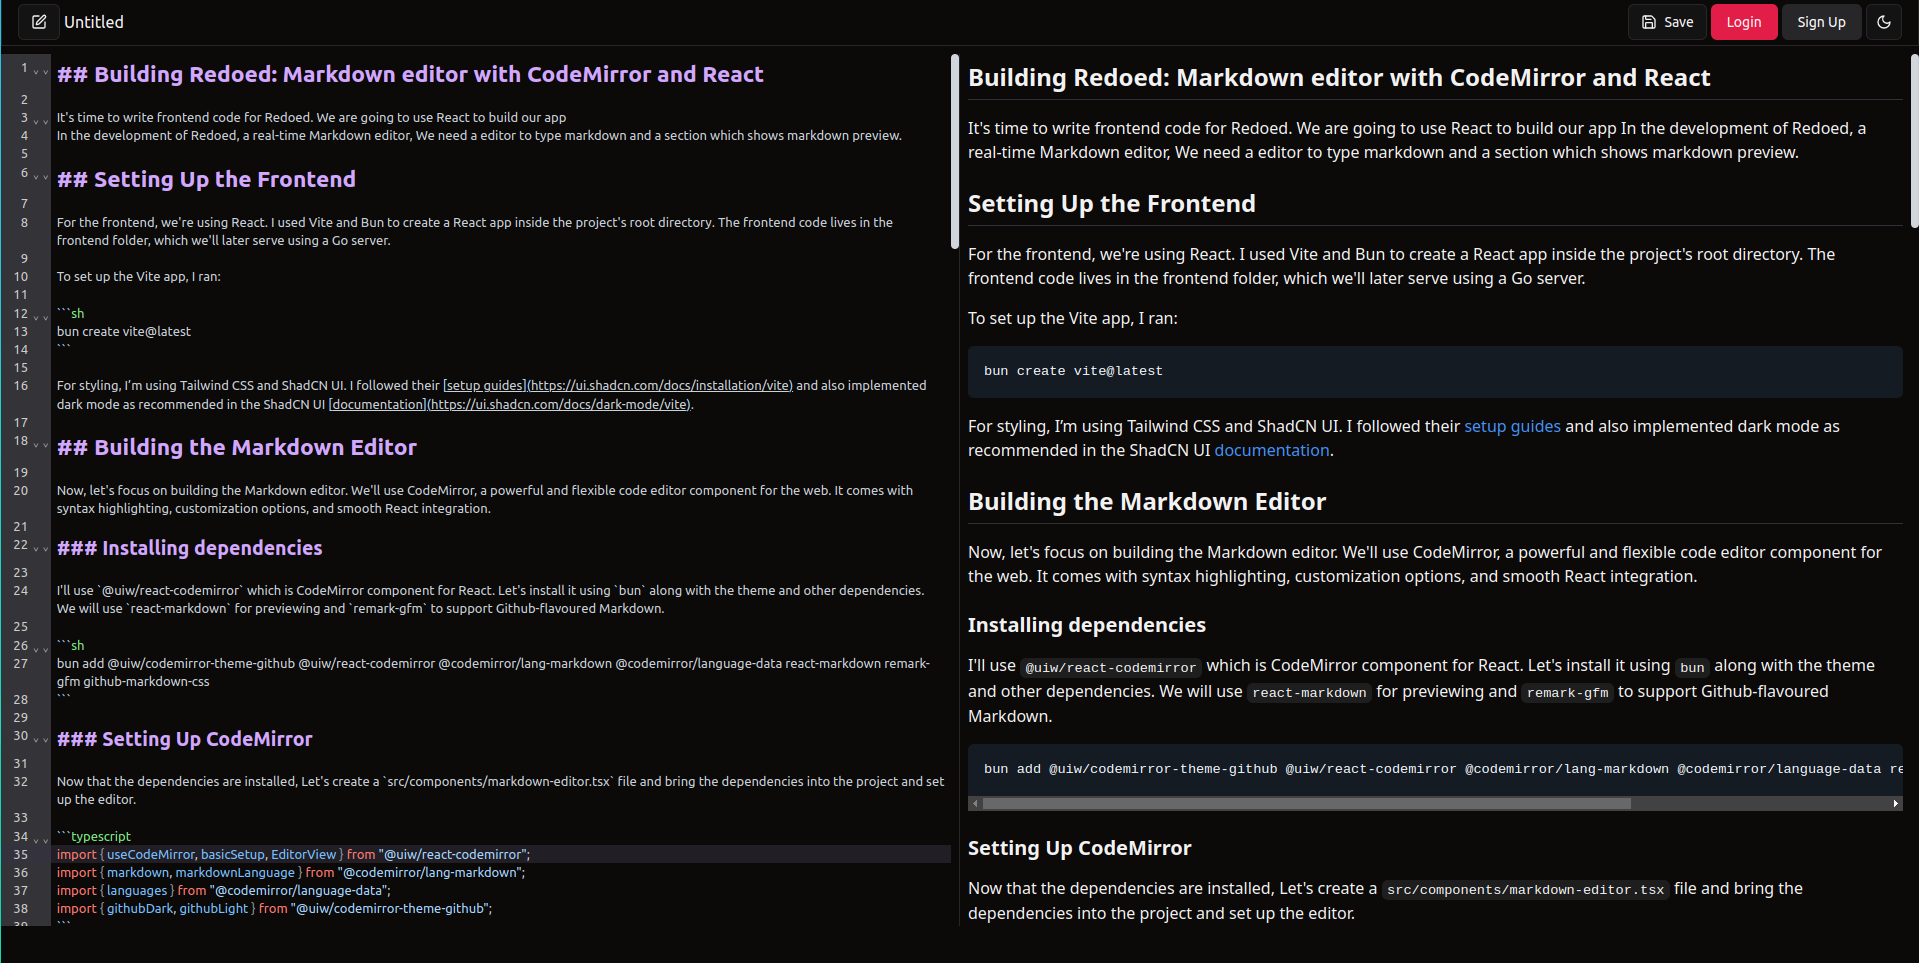 Untitled
Save
Login
Sign Up
1
## Building Redoed: Markdown editor with CodeMirror and React
2
3
It's time to write frontend code for Redoed. We are going to use React to build our app
4
In the development of Redoed, a real-time Markdown editor, We need a editor to type markdown and a section which shows markdown preview.
5
6
## Setting Up the Frontend
7
8
For the frontend, we're using React. I used Vite and Bun to create a React app inside the project's root directory. The frontend code lives in the
frontend folder, which we'll later serve using a Go server.
9
10
To set up the Vite app, I ran:
11
12
```sh
13
bun create vite@latest
14
```
15
16
For styling, I’m using Tailwind CSS and ShadCN UI. I followed their [setup guides](https://ui.shadcn.com/docs/installation/vite) and also implemented
dark mode as recommended in the ShadCN UI [documentation](https://ui.shadcn.com/docs/dark-mode/vite).
17
18
## Building the Markdown Editor
19
20
Now, let's focus on building the Markdown editor. We'll use CodeMirror, a powerful and flexible code editor component for the web. It comes with
syntax highlighting, customization options, and smooth React integration.
21
22
### Installing dependencies
23
24
I'll use `@uiw/react-codemirror` which is CodeMirror component for React. Let's install it using `bun` along with the theme and other dependencies.
We will use `react-markdown` for previewing and `remark-gfm` to support Github-flavoured Markdown.
25
26
```sh
27
bun add @uiw/codemirror-theme-github @uiw/react-codemirror @codemirror/lang-markdown @codemirror/language-data react-markdown remark-
gfm github-markdown-css
28
```
29
30
### Setting Up CodeMirror
31
32
Now that the dependencies are installed, Let's create a `src/components/markdown-editor.tsx` file and bring the dependencies into the project and set
up the editor.
33
34
```typescript
35
import { useCodeMirror, basicSetup, EditorView } from "@uiw/react-codemirror";
36
import { markdown, markdownLanguage } from "@codemirror/lang-markdown";
37
import { languages } from "@codemirror/language-data";
38
import { githubDark, githubLight } from "@uiw/codemirror-theme-github";
39
```
Building Redoed: Markdown editor with CodeMirror and React
It's time to write frontend code for Redoed. We are going to use React to build our app In the development of Redoed, a
real-time Markdown editor, We need a editor to type markdown and a section which shows markdown preview.
Setting Up the Frontend
For the frontend, we're using React. I used Vite and Bun to create a React app inside the project's root directory. The
frontend code lives in the frontend folder, which we'll later serve using a Go server.
To set up the Vite app, I ran:
bun create vite@latest
For styling, I’m using Tailwind CSS and ShadCN UI. I followed their setup guides and also implemented dark mode as
recommended in the ShadCN UI documentation.
Building the Markdown Editor
Now, let's focus on building the Markdown editor. We'll use CodeMirror, a powerful and flexible code editor component for
the web. It comes with syntax highlighting, customization options, and smooth React integration.
Installing dependencies
I'll use @uiw/react-codemirror which is CodeMirror component for React. Let's install it using bun along with the theme
and other dependencies. We will use react-markdown for previewing and remark-gfm to support Github-flavoured
Markdown.
bun add @uiw/codemirror-theme-github @uiw/react-codemirror @codemirror/lang-markdown @codemirror/language-data re
Setting Up CodeMirror
Now that the dependencies are installed, Let's create a src/components/markdown-editor.tsx file and bring the
dependencies into the project and set up the editor.